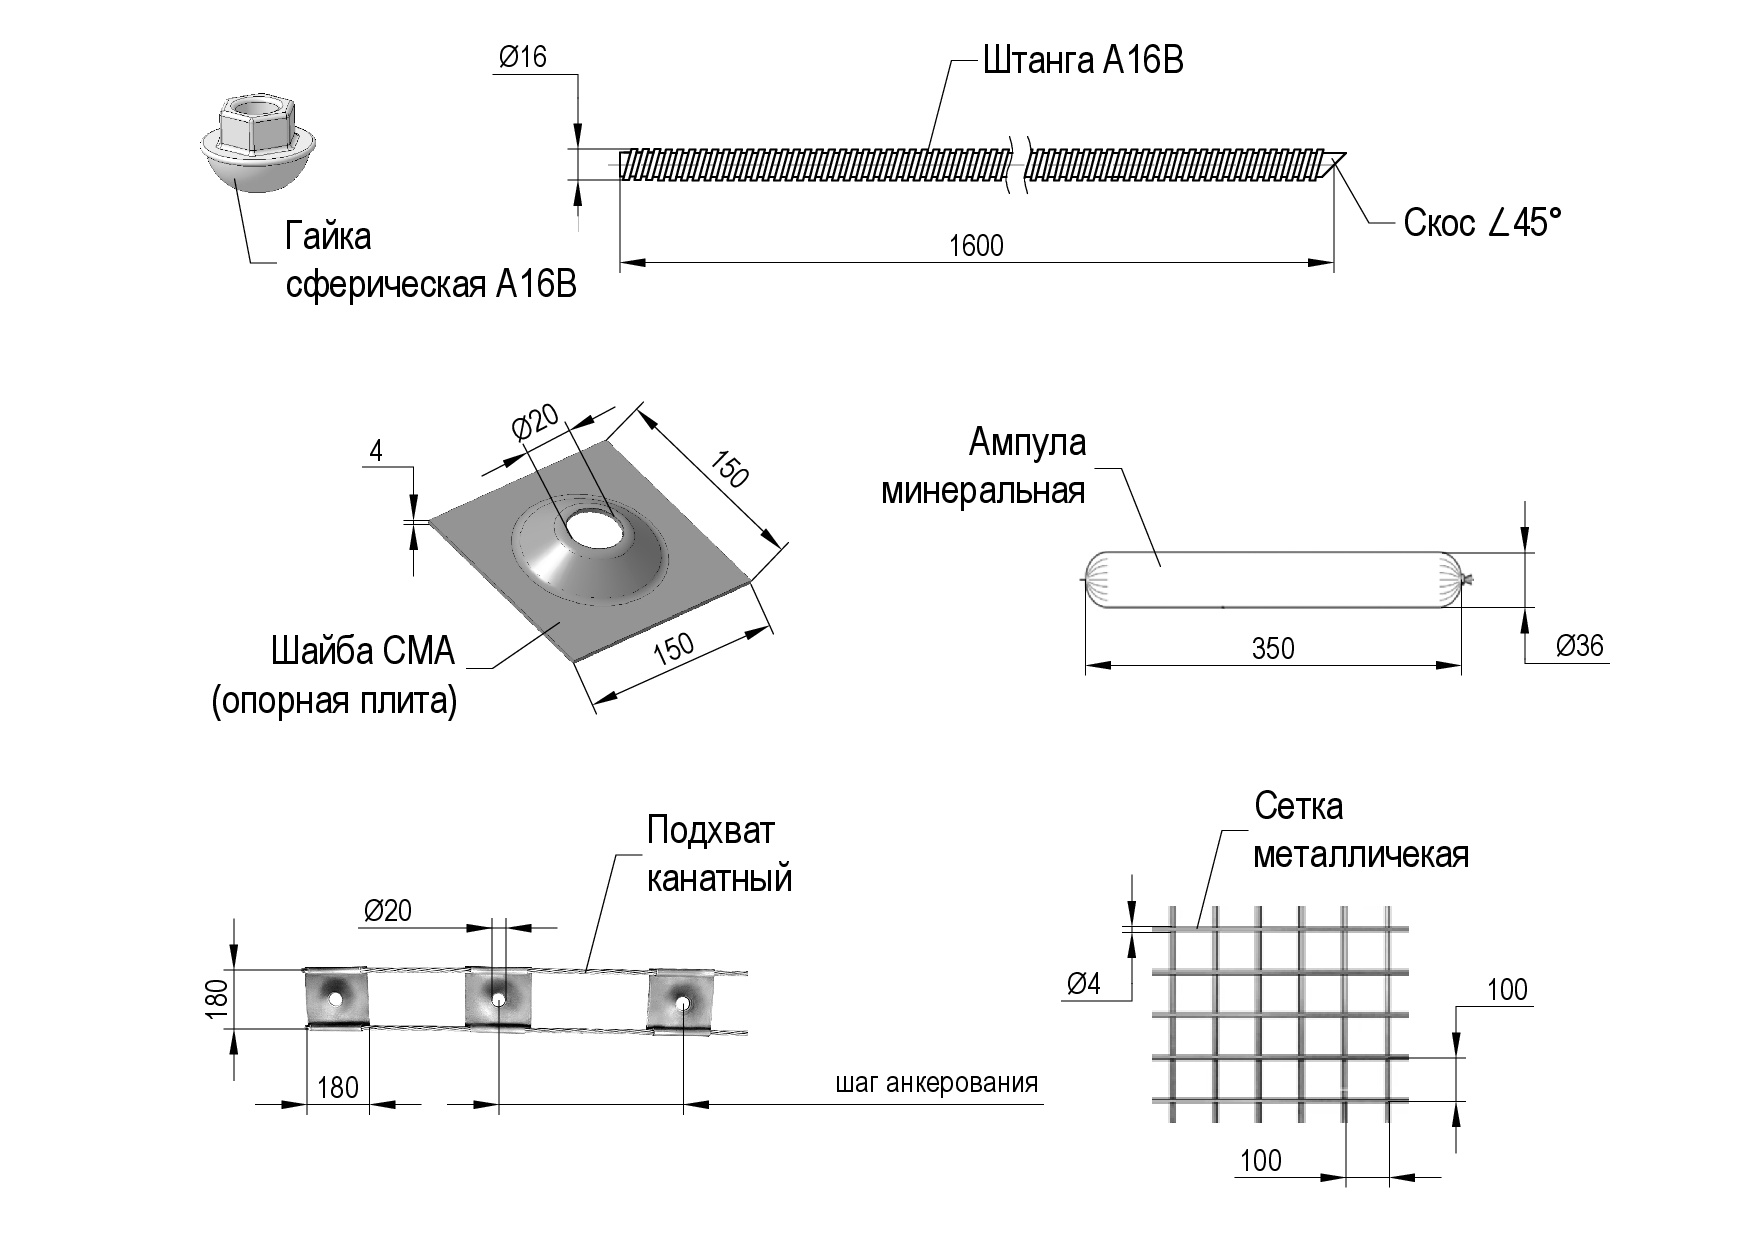 Ø16
Штанга А16В
Гайка
сферическая А16В
1600
Скос ∠45°
Ø20
4
150
150
Шайба СМА
(опорная плита)
Ампула
минеральная
350
Ø36
Подхват
канатный
Ø20
180
180
шаг анкерования
Сетка
металличекая
Ø4
100
100